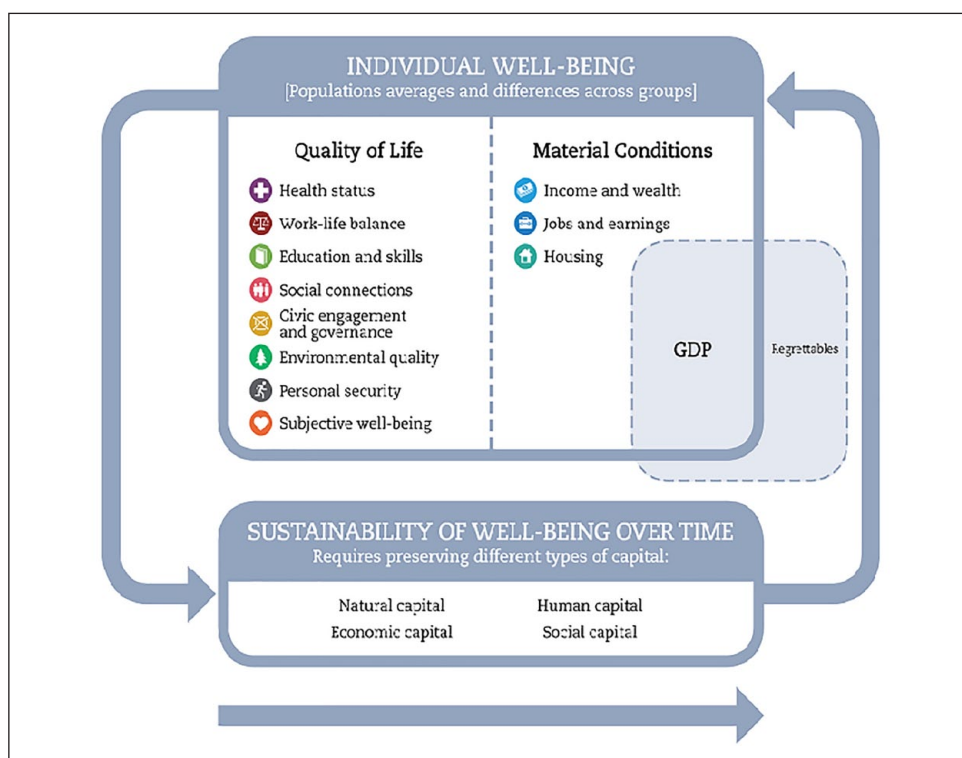 INDIVIDUAL WELL-BEING
[Populations averages and differences across groups]
Quality of Life
Health status
Work-life balance
Education and skills
Social connections
Civic engagement
and governance
Environmental quality
Personal security
Subjective well-being
Material Conditions
Income and wealth
Jobs and earnings
Housing
GDP
Regrettables
SUSTAINABILITY OF WELL-BEING OVER TIME
Requires preserving different types of capital:
Natural capital
Human capital
Economic capital
Social capital